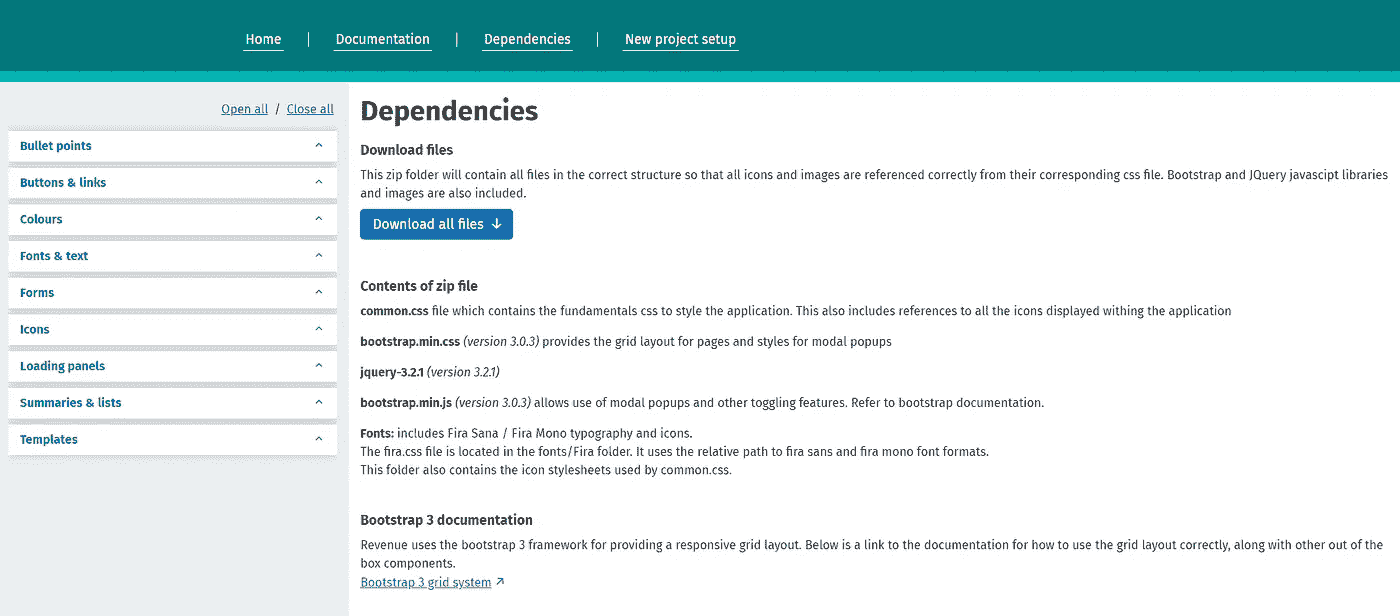 Home | Documentation | Dependencies | New project setup
Open all / Close all
Bullet points
Buttons & links
Colours
Fonts & text
Forms
Icons
Loading panels
Summaries & lists
Templates
Dependencies
Download files
This zip folder will contain all files in the correct structure so that all icons and images are referenced correctly from their corresponding css file. Bootstrap and JQuery javascipt libraries
and images are also included.
Download all files ↓
Contents of zip file
common.css file which contains the fundamentals css to style the application. This also includes references to all the icons displayed withing the application
bootstrap.min.css (version 3.0.3) provides the grid layout for pages and styles for modal popups
jquery-3.2.1 (version 3.2.1)
bootstrap.min.js (version 3.0.3) allows use of modal popups and other toggling features. Refer to bootstrap documentation.
Fonts: includes Fira Sana / Fira Mono typography and icons.
The fira.css file is located in the fonts/Fira folder. It uses the relative path to fira sans and fira mono font formats.
This folder also contains the icon stylesheets used by common.css.
Bootstrap 3 documentation
Revenue uses the bootstrap 3 framework for providing a responsive grid layout. Below is a link to the documentation for how to use the grid layout correctly, along with other out of the
box components.
Bootstrap 3 grid system ↗